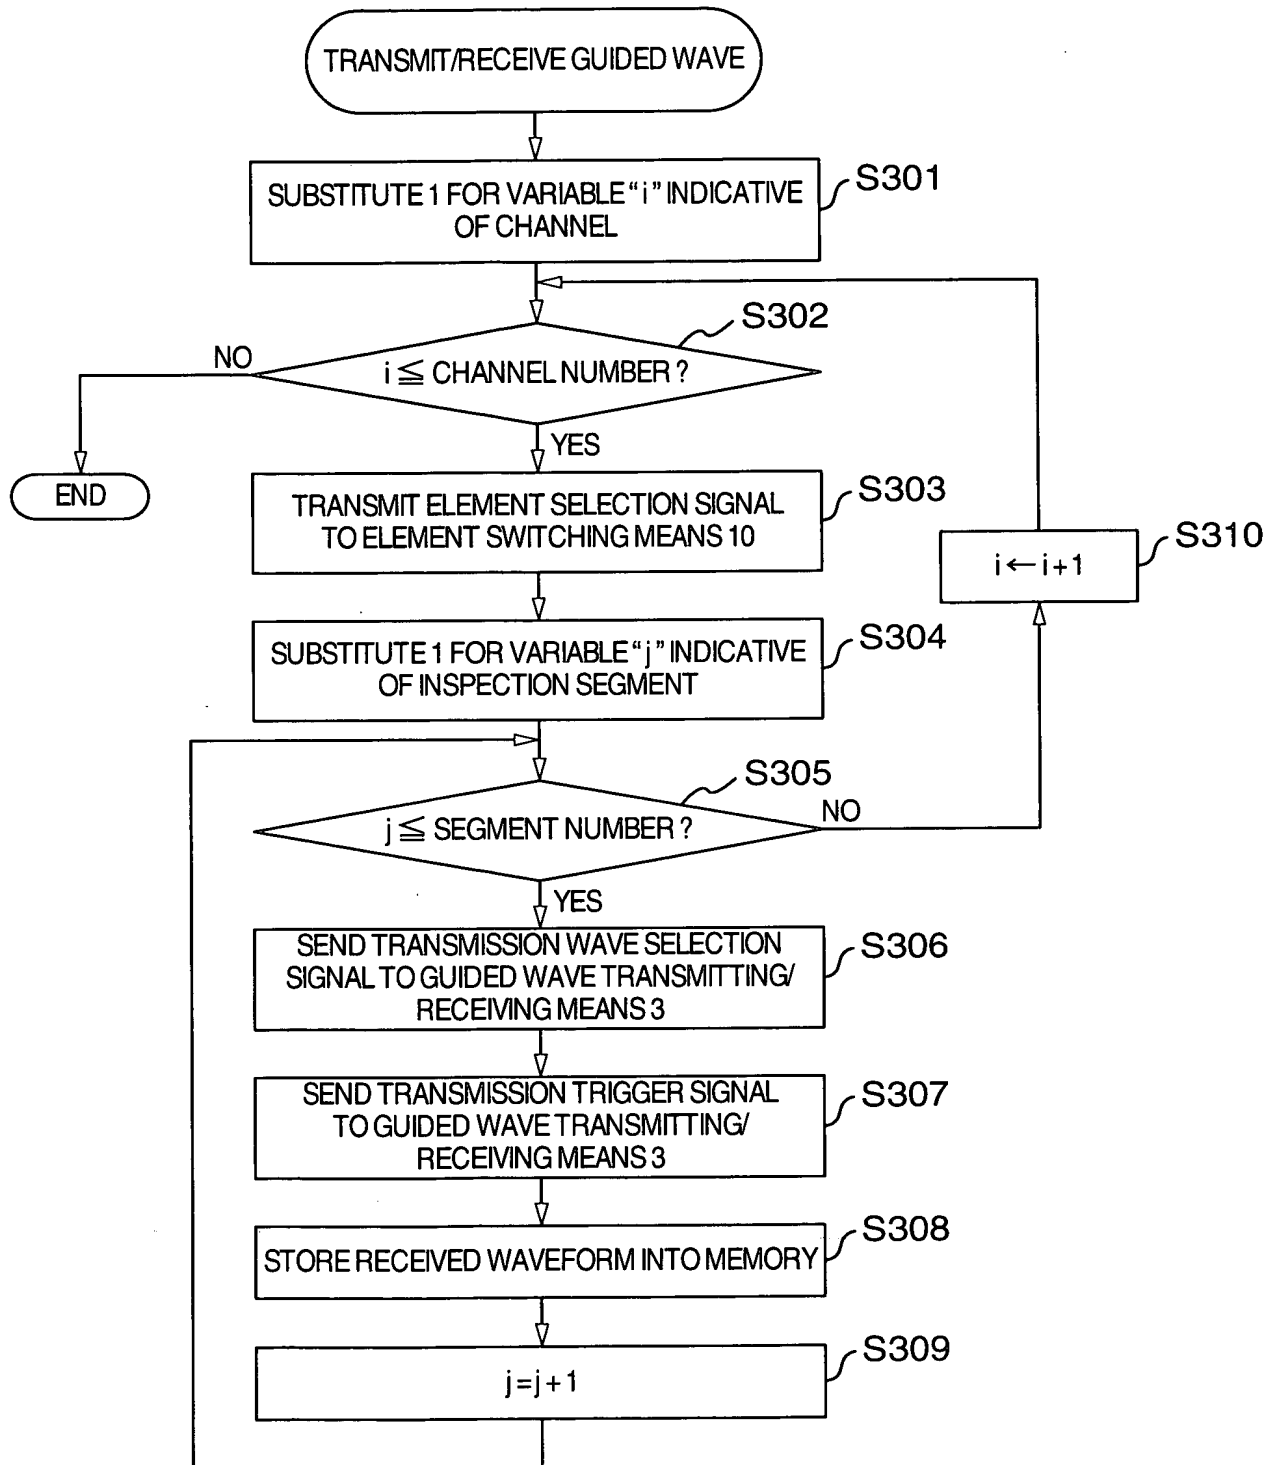 TRANSMIT/RECEIVE GUIDED WAVE
SUBSTITUTE 1 FOR VARIABLE “i” INDICATIVE
OF CHANNEL
S301
S302
NO
i ≦ CHANNEL NUMBER ?
YES
END
TRANSMIT ELEMENT SELECTION SIGNAL
TO ELEMENT SWITCHING MEANS 10
S303
S310
i ← i+1
SUBSTITUTE 1 FOR VARIABLE “j” INDICATIVE
OF INSPECTION SEGMENT
S304
S305
j ≦ SEGMENT NUMBER ?
NO
YES
SEND TRANSMISSION WAVE SELECTION
SIGNAL TO GUIDED WAVE TRANSMITTING/
RECEIVING MEANS 3
S306
SEND TRANSMISSION TRIGGER SIGNAL
TO GUIDED WAVE TRANSMITTING/
RECEIVING MEANS 3
S307
STORE RECEIVED WAVEFORM INTO MEMORY
S308
j=j+1
S309